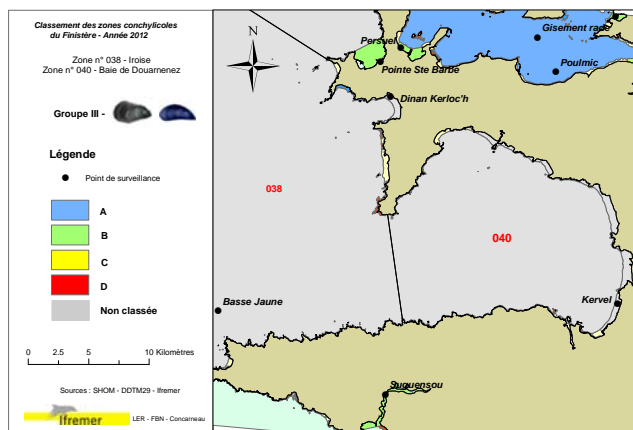 Classement des zones conchylicoles
du Finistère - Année 2012
Zone n° 038 - Iroise
Zone n° 040 - Baie de Douarnenez
Groupe III -
Légende
Point de surveillance
A
B
C
D
Non classée
0 2.5 5 10 Kilomètres
Sources : SHOM - DDTM29 - Ifremer
Ifremer
LER - FBN - Concarneau
N
Persuel
Gisement rade
Pointe Ste Barbe
Poulmic
Dinan Kerloc'h
038
040
Basse Jaune
Kervel
Suguensou